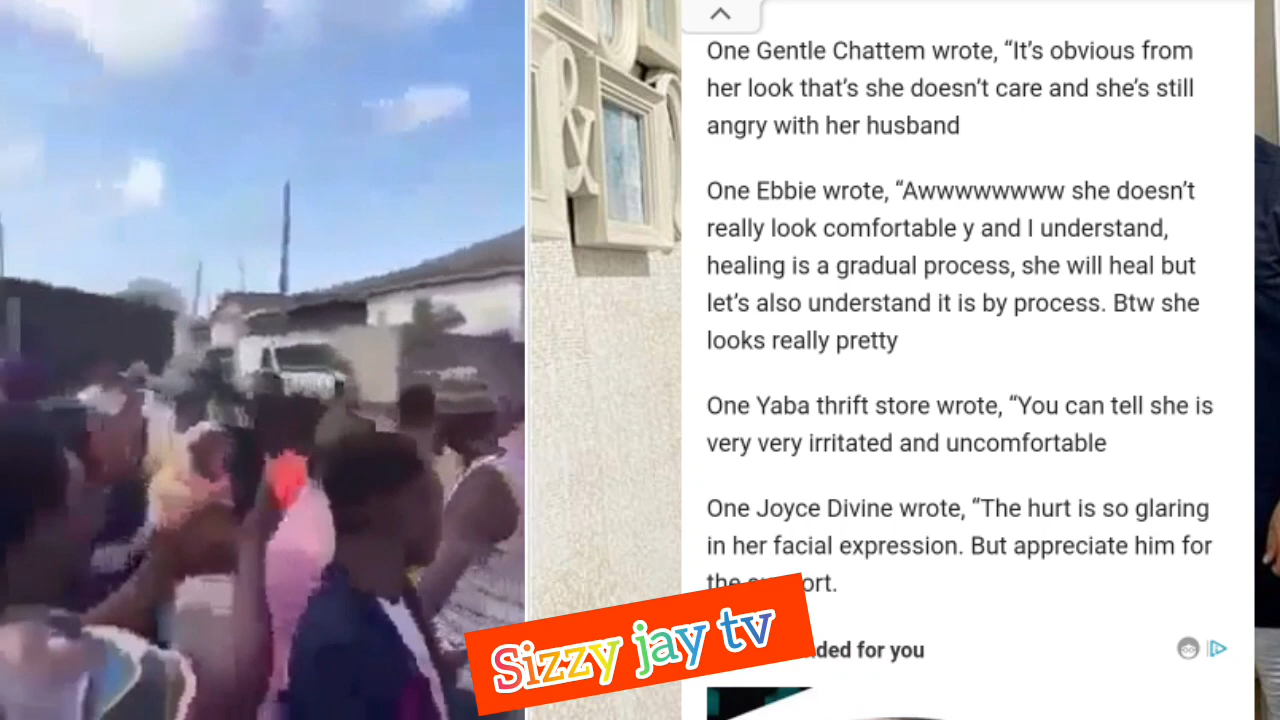 One Gentle Chattem wrote, “It’s obvious from
her look that’s she doesn’t care and she’s still
angry with her husband
One Ebbie wrote, “Awwwwwwww she doesn’t
really look comfortable y and I understand,
healing is a gradual process, she will heal but
let’s also understand it is by process. Btw she
looks really pretty
One Yaba thrift store wrote, “You can tell she is
very very irritated and uncomfortable
One Joyce Divine wrote, “The hurt is so glaring
in her facial expression. But appreciate him for
the
Sizzy jay tv
for you
&